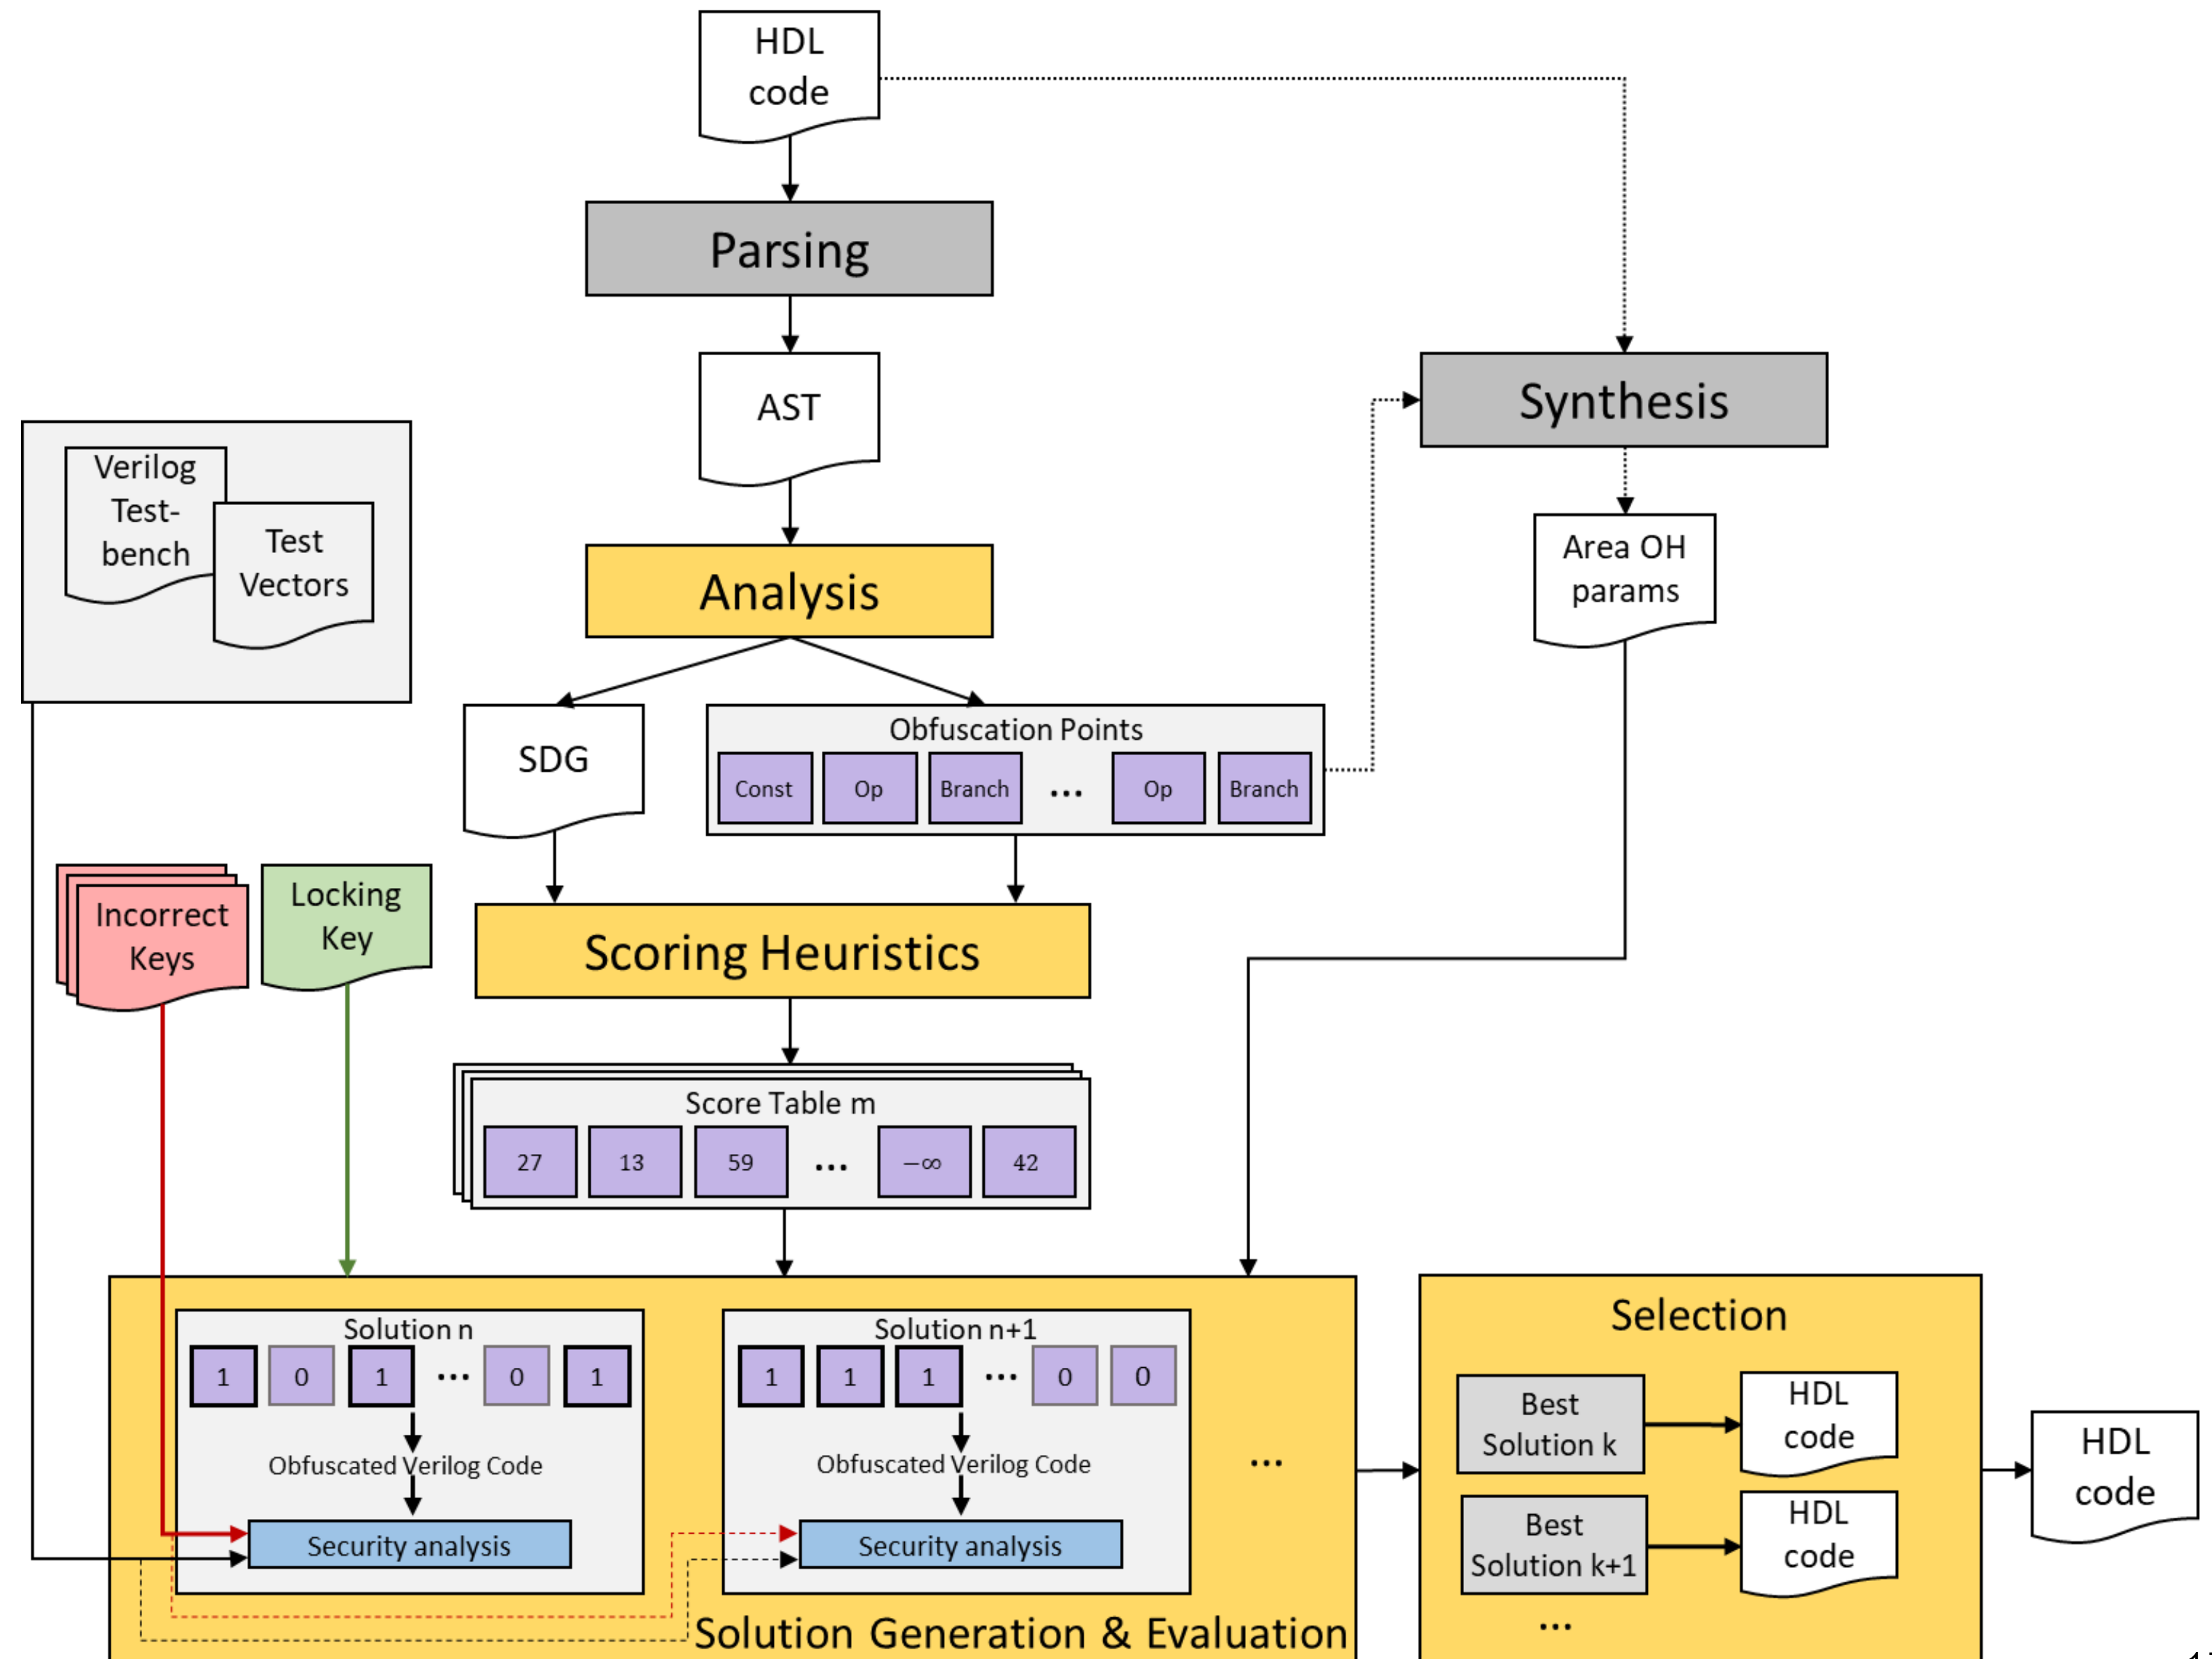 HDL
code
Parsing
AST
Synthesis
Verilog
Test-
bench
Test
Vectors
Area OH
params
Analysis
SDG
Obfuscation Points
Const Op Branch ... Op Branch
Incorrect
Keys
Locking
Key
Scoring Heuristics
Score Table m
27 13 59 ... −∞ 42
Solution n
1 0 1 ... 0 1
Obfuscated Verilog Code
Security analysis
Solution n+1
1 1 1 ... 0 0
Obfuscated Verilog Code
Security analysis
...
Solution Generation & Evaluation
Selection
Best
Solution k
HDL
code
Best
Solution k+1
HDL
code
...
HDL
code